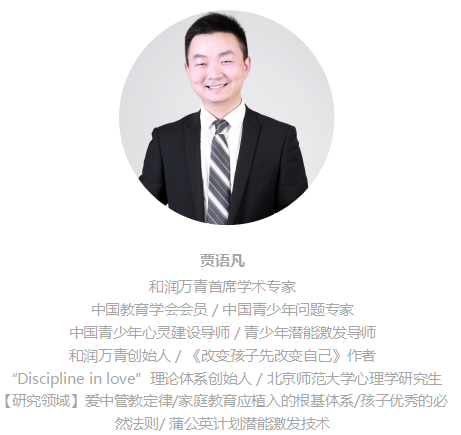 贾语凡
和润万青首席学术专家
中国教育学会会员 / 中国青少年问题专家
中国青少年心灵建设导师 / 青少年潜能激发导师
和润万青创始人 / 《改变孩子先改变自己》作者
“Discipline in love”理论体系创始人 / 北京师范大学心理学研究生
【研究领域】爱中管教定律/家庭教育应植入的根基体系/孩子优秀的必
然法则/ 蒲公英计划潜能激发技术